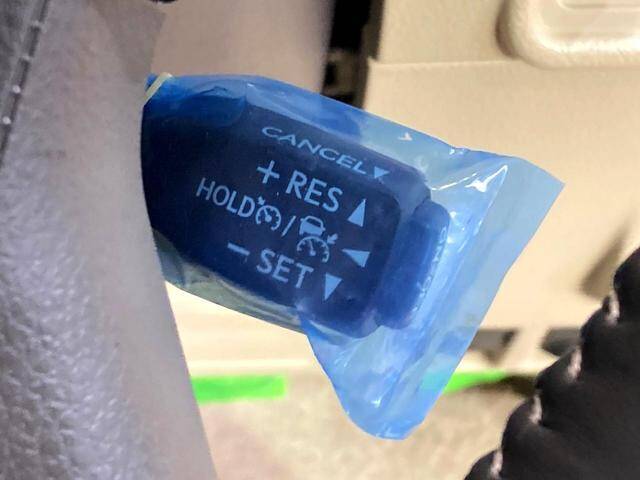 CANCEL▼
+ RES ▲
HOLD / ◀
− SET ▼